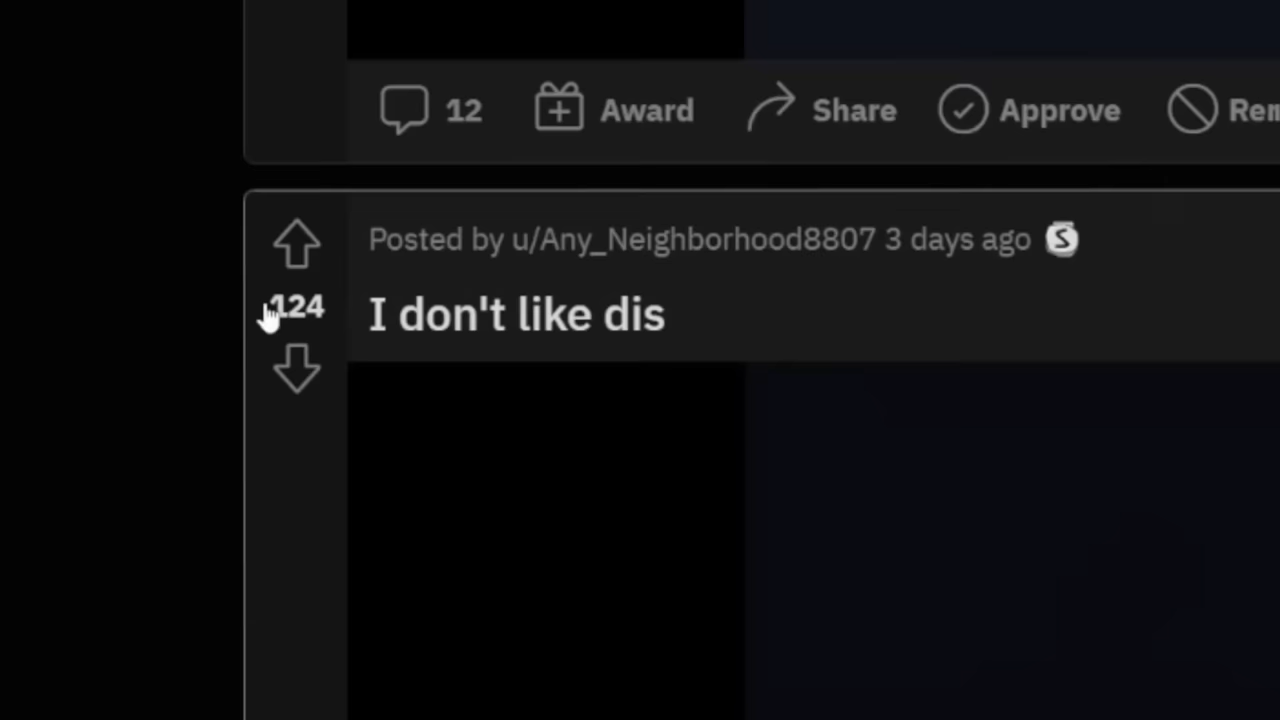 12 Award Share Approve
Posted by u/Any_Neighborhood8807 3 days ago S
124
I don't like dis